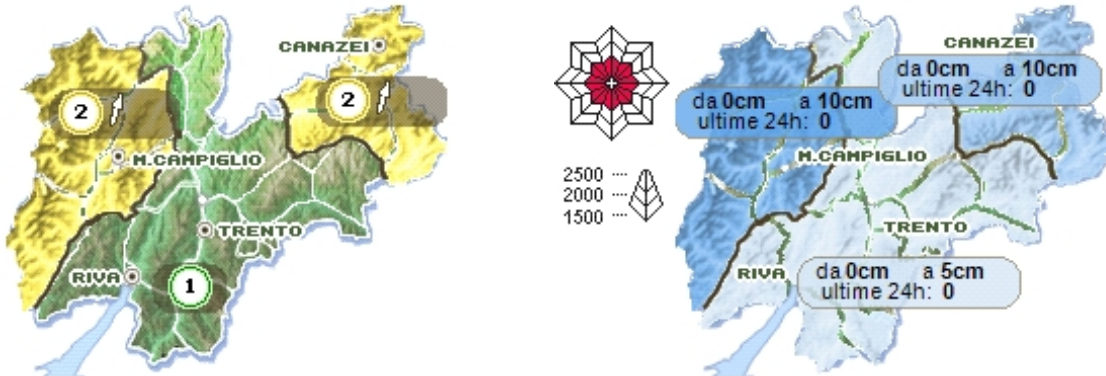 CANAZEI
2
2
M.CAMPIGLIO
TRENTO
RIVA
1
2500
2000
1500
CANAZEI
da 0cm a 10cm
ultime 24h: 0
da 0cm a 10cm
ultime 24h: 0
M.CAMPIGLIO
TRENTO
RIVA
da 0cm a 5cm
ultime 24h: 0